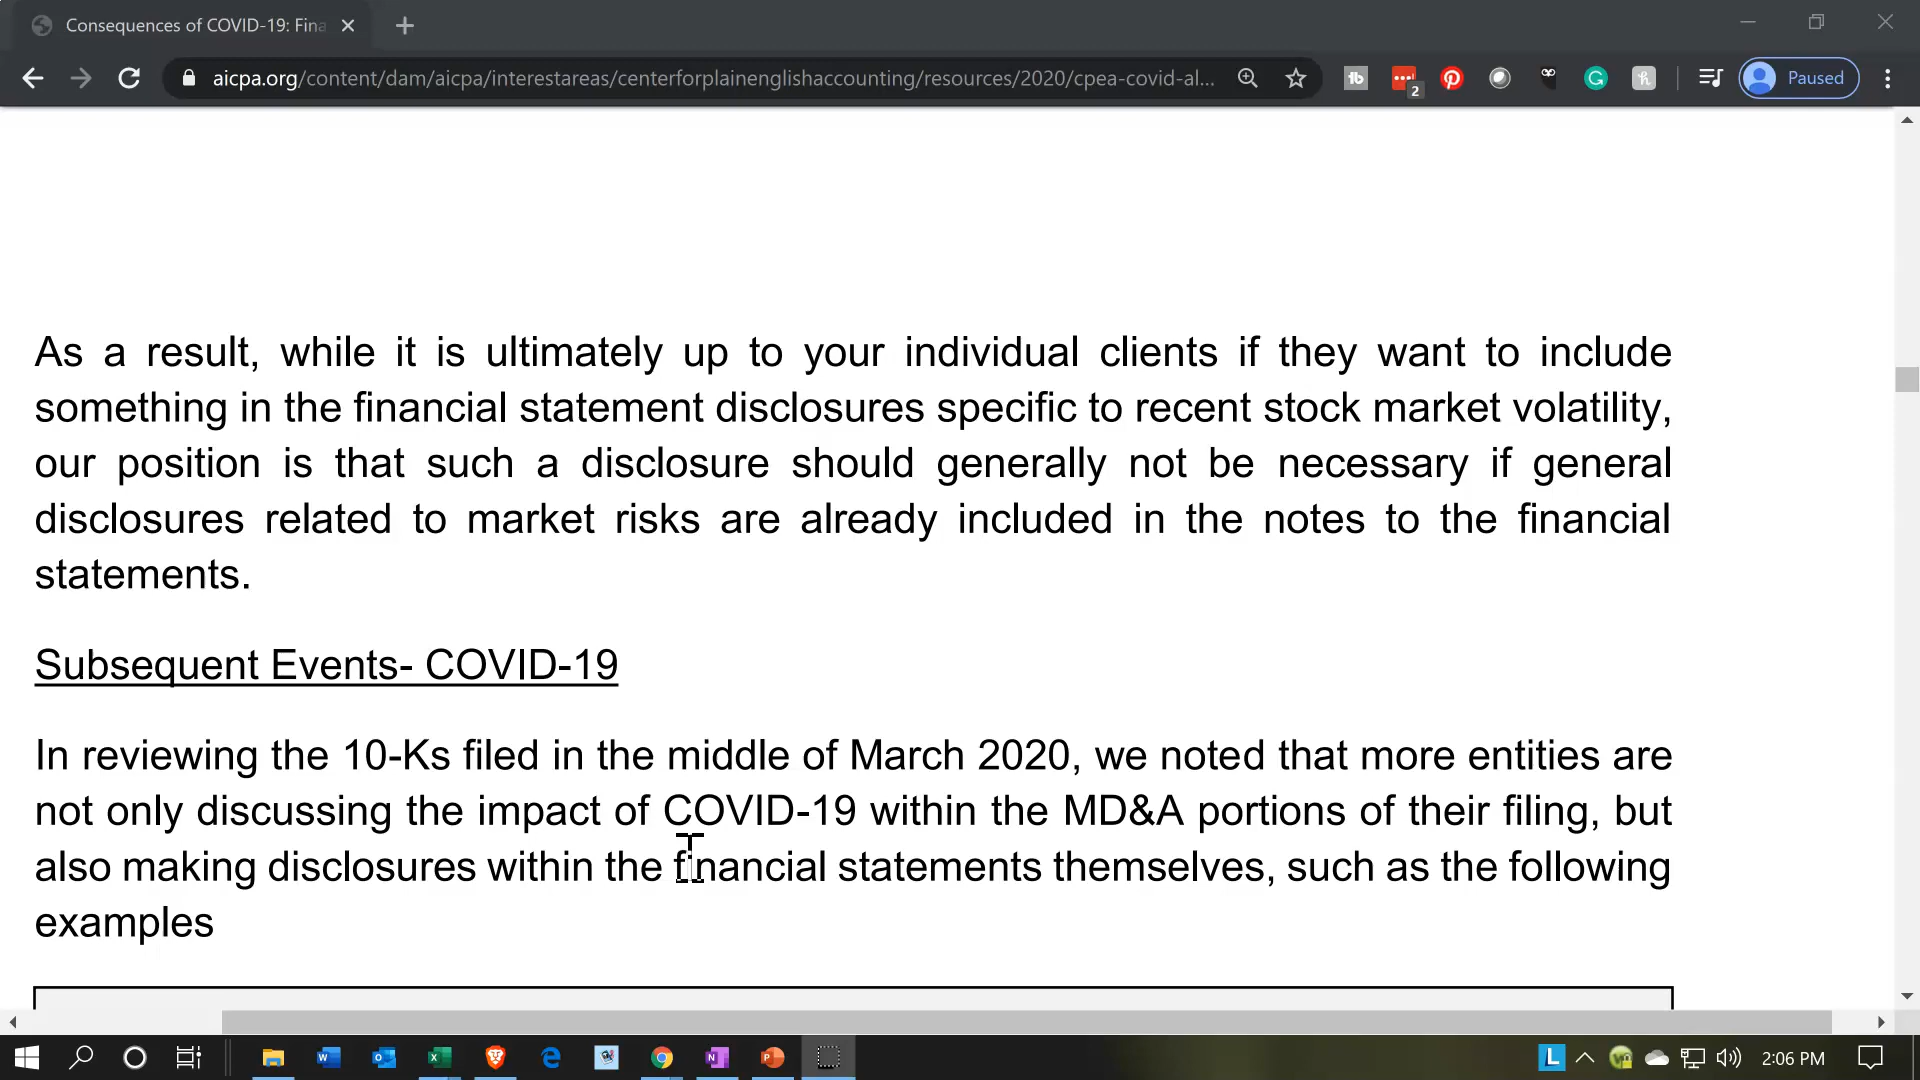 Consequences of COVID-19: Fina
aicpa.org/content/dam/aicpa/interestareas/centerforplainenglishaccounting/resources/2020/cpea-covid-al...
2
Paused
As a result, while it is ultimately up to your individual clients if they want to include
something in the financial statement disclosures specific to recent stock market volatility,
our position is that such a disclosure should generally not be necessary if general
disclosures related to market risks are already included in the notes to the financial
statements.
Subsequent Events- COVID-19
In reviewing the 10-Ks filed in the middle of March 2020, we noted that more entities are
not only discussing the impact of COVID-19 within the MD&A portions of their filing, but
also making disclosures within the financial statements themselves, such as the following
examples
2:06 PM